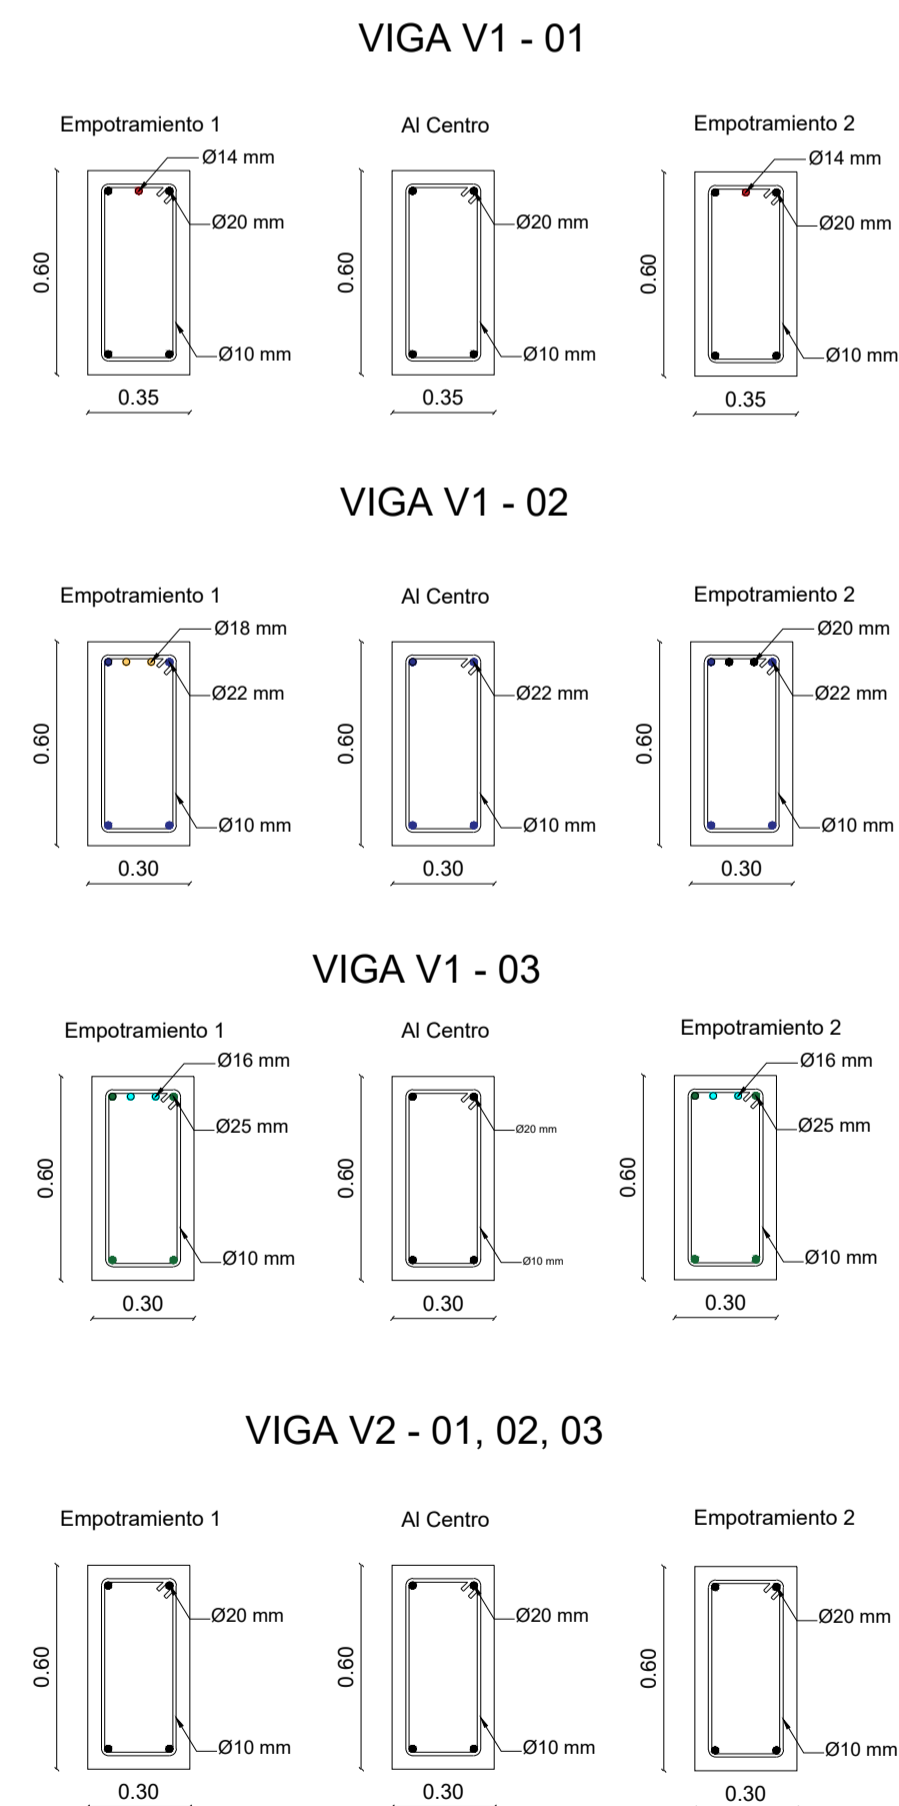 VIGA V1 - 01
Empotramiento 1
Al Centro
Empotramiento 2
Ø14 mm
Ø20 mm
0.60
Ø10 mm
0.35
Ø20 mm
0.60
Ø10 mm
0.35
Ø14 mm
Ø20 mm
0.60
Ø10 mm
0.35
VIGA V1 - 02
Empotramiento 1
Al Centro
Empotramiento 2
Ø18 mm
Ø22 mm
0.60
Ø10 mm
0.30
Ø22 mm
0.60
Ø10 mm
0.30
Ø20 mm
Ø22 mm
0.60
Ø10 mm
0.30
VIGA V1 - 03
Empotramiento 1
Al Centro
Empotramiento 2
Ø16 mm
Ø25 mm
0.60
Ø10 mm
0.30
Ø20 mm
0.60
Ø10 mm
0.30
Ø16 mm
Ø25 mm
0.60
Ø10 mm
0.30
VIGA V2 - 01, 02, 03
Empotramiento 1
Al Centro
Empotramiento 2
Ø20 mm
0.60
Ø10 mm
0.30
Ø20 mm
0.60
Ø10 mm
0.30
Ø20 mm
0.60
Ø10 mm
0.30